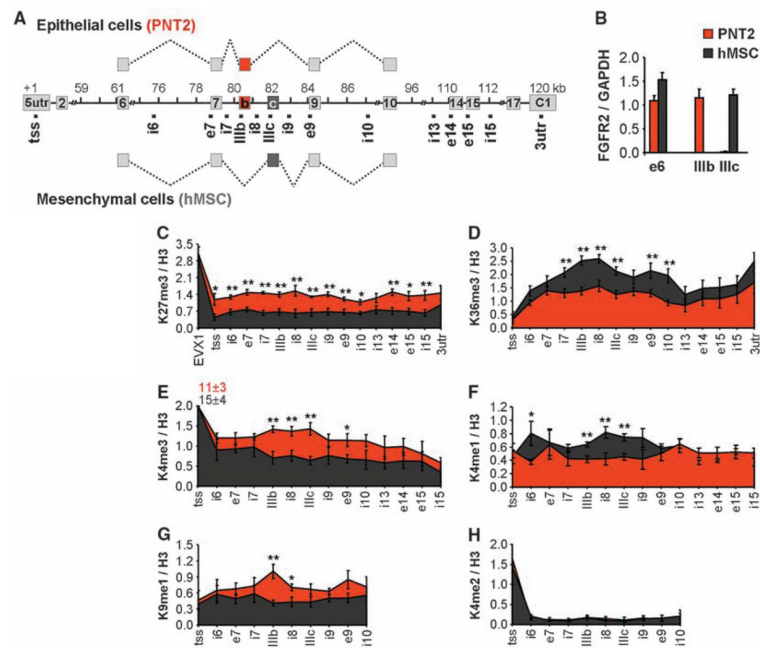 A
Epithelial cells (PNT2)
+1 59 61 76 78 80 82 84 86 110 112 120 kb
5utr 2 6 7 b c 9 10 14 15 17 C1
tss i6 e7 i7 IIIb i8 IIIc i9 e9 i10 i13 e14 e15 i15 3utr
Mesenchymal cells (hMSC)
B
PNT2
hMSC
FGFR2 / GAPDH
2.0
1.5
1.0
0.5
0.0
e6 IIIb IIIc
C
K27me3 / H3
3.5
2.8
2.1
1.4
0.7
0.0
* ** ** ** ** ** ** ** ** * ** * **
EVX1 tss i6 e7 i7 IIIb i8 IIIc i9 e9 i10 i13 e14 e15 i15 3utr
D
K36me3 / H3
3.0
2.5
2.0
1.5
1.0
0.5
0.0
** ** ** ** ** **
tss i6 e7 i7 IIIb i8 IIIc i9 e9 i10 i13 e14 e15 i15 3utr
E
11±3
15±4
K4me3 / H3
2.0
1.5
1.0
0.5
0.0
** ** ** *
tss i6 e7 i7 IIIb i8 IIIc i9 e9 i10 i13 e14 e15 i15
F
K4me1 / H3
1.2
1.0
0.8
0.6
0.4
0.2
0.0
* ** ** **
tss i6 e7 i7 IIIb i8 IIIc i9 e9 i10 i13 e14 e15 i15
G
K9me1 / H3
1.5
1.2
0.9
0.6
0.3
0.0
** *
tss i6 e7 i7 IIIb i8 IIIc i9 e9 i10
H
K4me2 / H3
2.0
1.5
1.0
0.5
0.0
tss i6 e7 i7 IIIb i8 IIIc i9 e9 i10